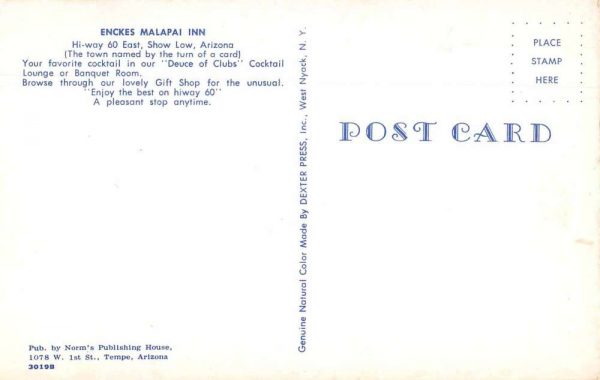 ENCKES MALAPAI INN
Hi-way 60 East, Show Low, Arizona
(The town named by the turn of a card)
Your favorite cocktail in our "Deuce of Clubs" Cocktail
Lounge or Banquet Room.
Browse through our lovely Gift Shop for the unusual.
"Enjoy the best on hiway 60"
A pleasant stop anytime.
Pub. by Norm's Publishing House,
1078 W. 1st St., Tempe, Arizona
30198
Genuine Natural Color Made By DEXTER PRESS, Inc., West Nyack, N. Y.
PLACE
STAMP
HERE
POST CARD